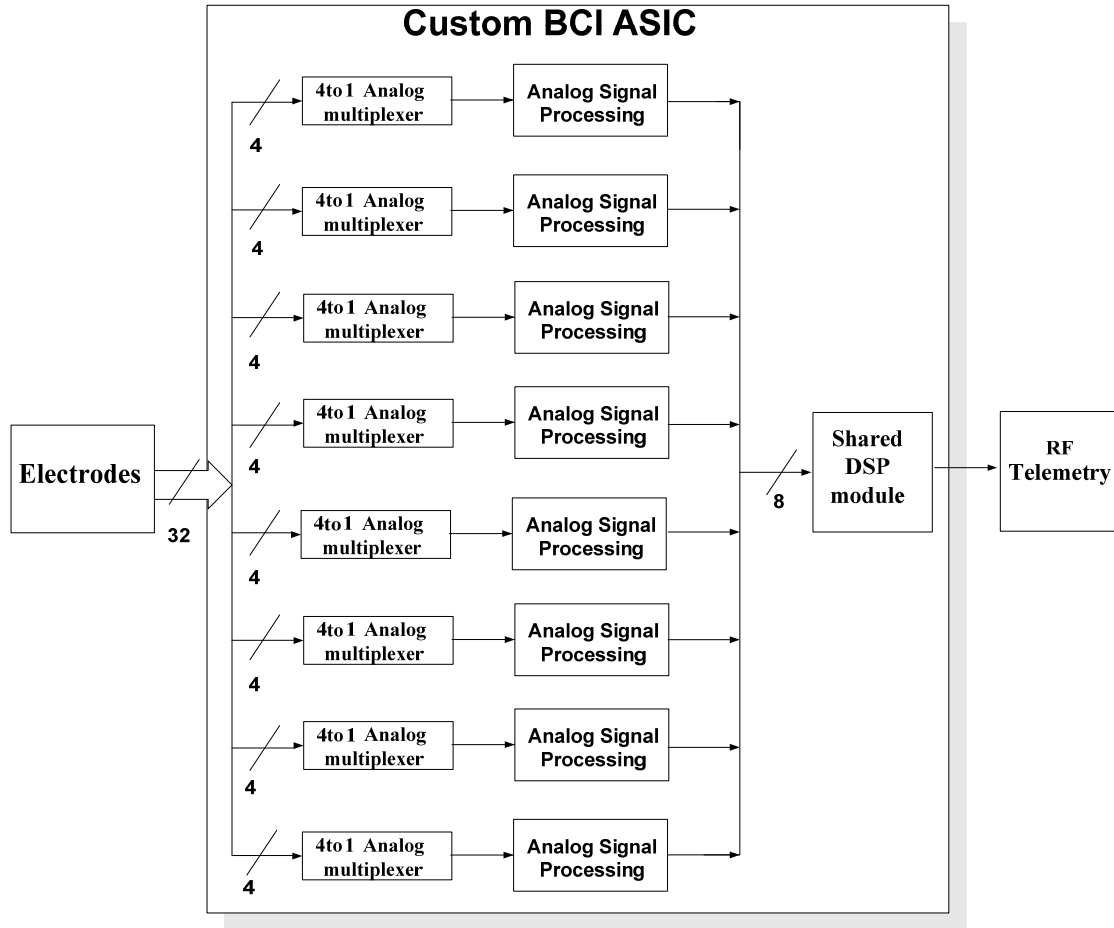 Custom BCI ASIC
4to1 Analog
multiplexer
Analog Signal
Processing
4
4to1 Analog
multiplexer
Analog Signal
Processing
4
4to1 Analog
multiplexer
Analog Signal
Processing
4
4to1 Analog
multiplexer
Analog Signal
Processing
4
Electrodes
32
Shared
DSP
module
8
RF
Telemetry
4to1 Analog
multiplexer
Analog Signal
Processing
4
4to1 Analog
multiplexer
Analog Signal
Processing
4
4to1 Analog
multiplexer
Analog Signal
Processing
4
4to1 Analog
multiplexer
Analog Signal
Processing
4